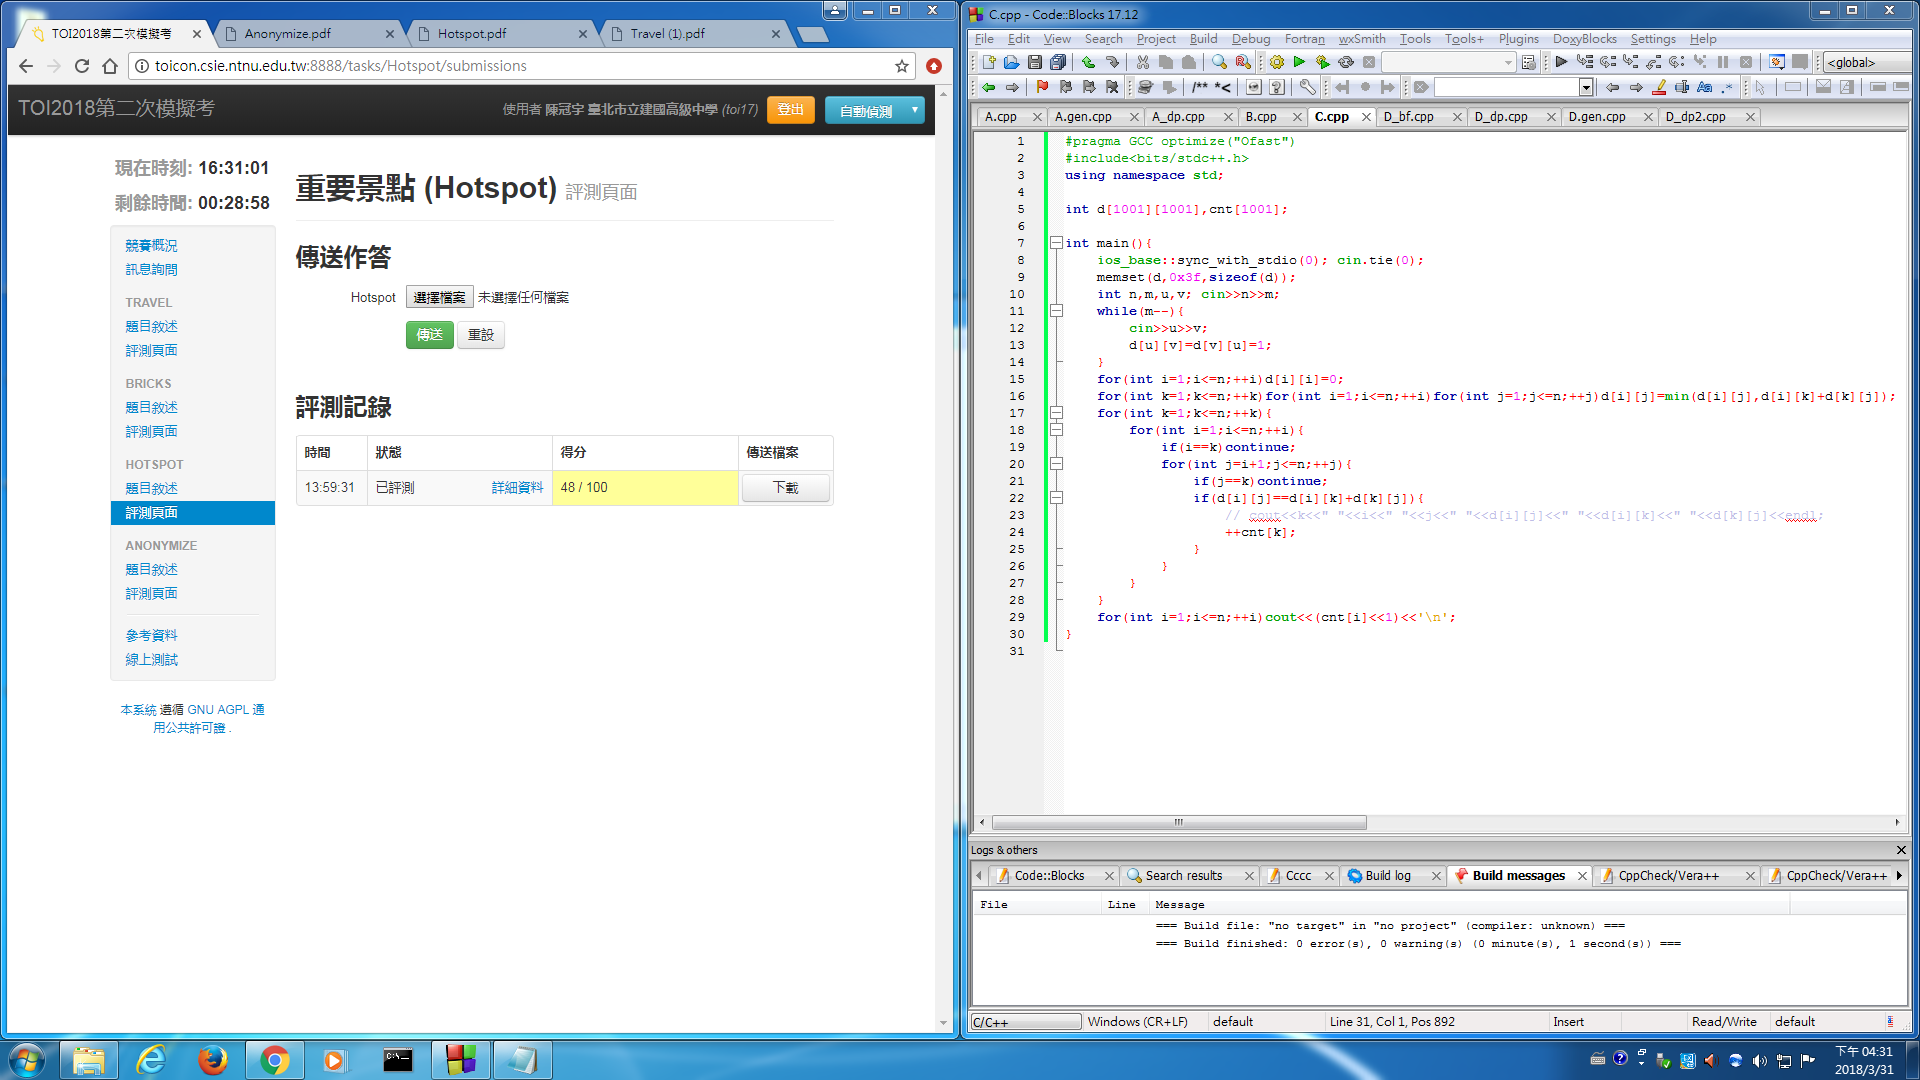 TOI2018第二次模擬考
Anonymize.pdf
Hotspot.pdf
Travel (1).pdf
toicon.csie.ntnu.edu.tw:8888/tasks/Hotspot/submissions
TOI2018第二次模擬考
使用者 陳冠宇 臺北市立建國高級中學 (toi17)
登出
自動偵測
現在時刻: 16:31:01
剩餘時間: 00:28:58
競賽概況
訊息詢問
TRAVEL
題目敘述
評測頁面
BRICKS
題目敘述
評測頁面
HOTSPOT
題目敘述
評測頁面
ANONYMIZE
題目敘述
評測頁面
參考資料
線上測試
本系統 遵循 GNU AGPL 通
用公共許可證 .
重要景點 (Hotspot) 評測頁面
傳送作答
Hotspot 選擇檔案 未選擇任何檔案
傳送 重設
評測記錄
時間 狀態 得分 傳送檔案
13:59:31 已評測 詳細資料 48 / 100 下載
C.cpp - Code::Blocks 17.12
File Edit View Search Project Build Debug Fortran wxSmith Tools Tools+ Plugins DoxyBlocks Settings Help
<global>
/** *<
A.cpp A.gen.cpp A_dp.cpp B.cpp C.cpp D_bf.cpp D_dp.cpp D.gen.cpp D_dp2.cpp
1 #pragma GCC optimize("Ofast")
2 #include<bits/stdc++.h>
3 using namespace std;
4
5 int d[1001][1001],cnt[1001];
6
7 int main(){
8 ios_base::sync_with_stdio(0); cin.tie(0);
9 memset(d,0x3f,sizeof(d));
10 int n,m,u,v; cin>>n>>m;
11 while(m--){
12 cin>>u>>v;
13 d[u][v]=d[v][u]=1;
14 }
15 for(int i=1;i<=n;++i)d[i][i]=0;
16 for(int k=1;k<=n;++k)for(int i=1;i<=n;++i)for(int j=1;j<=n;++j)d[i][j]=min(d[i][j],d[i][k]+d[k][j]);
17 for(int k=1;k<=n;++k){
18 for(int i=1;i<=n;++i){
19 if(i==k)continue;
20 for(int j=i+1;j<=n;++j){
21 if(j==k)continue;
22 if(d[i][j]==d[i][k]+d[k][j]){
23 // cout<<k<<" "<<i<<" "<<j<<" "<<d[i][j]<<" "<<d[i][k]<<" "<<d[k][j]<<endl;
24 ++cnt[k];
25 }
26 }
27 }
28 }
29 for(int i=1;i<=n;++i)cout<<(cnt[i]<<1)<<'\n';
30 }
31
Logs & others
Code::Blocks Search results Cccc Build log Build messages CppCheck/Vera++ CppCheck/Vera++
File Line Message
=== Build file: "no target" in "no project" (compiler: unknown) ===
=== Build finished: 0 error(s), 0 warning(s) (0 minute(s), 1 second(s)) ===
C/C++ Windows (CR+LF) default Line 31, Col 1, Pos 892 Insert Read/Write default
下午 04:31
2018/3/31